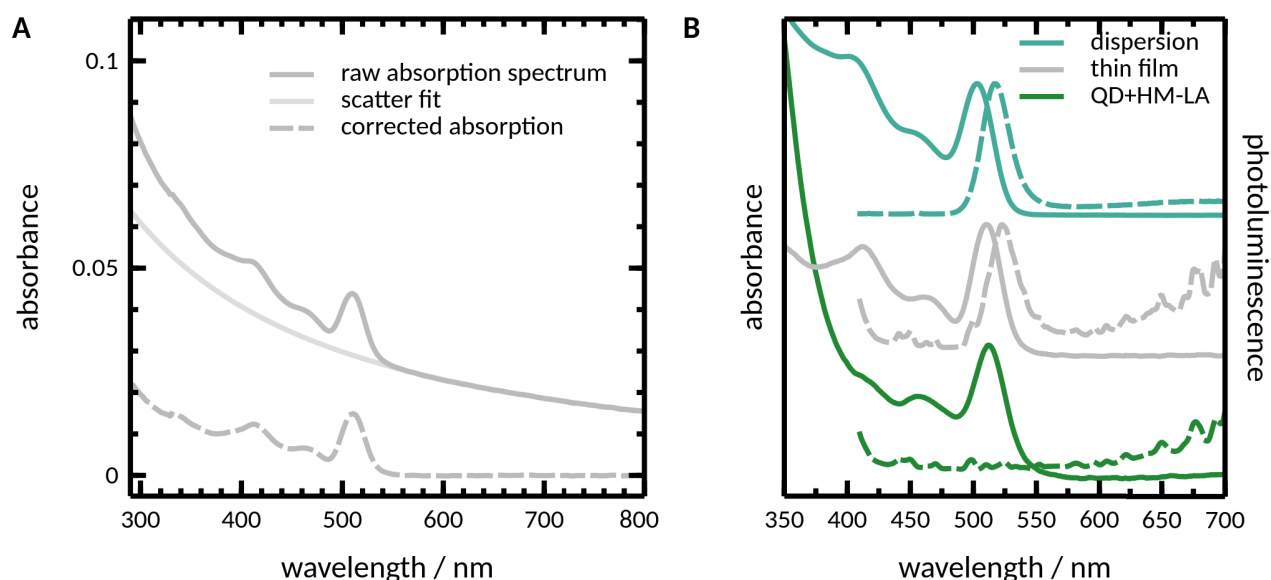 A
0.1
0.05
0
absorbance
raw absorption spectrum
scatter fit
corrected absorption
300 400 500 600 700 800
wavelength / nm
B
absorbance
dispersion
thin film
QD+HM-LA
photoluminescence
350 400 450 500 550 600 650 700
wavelength / nm